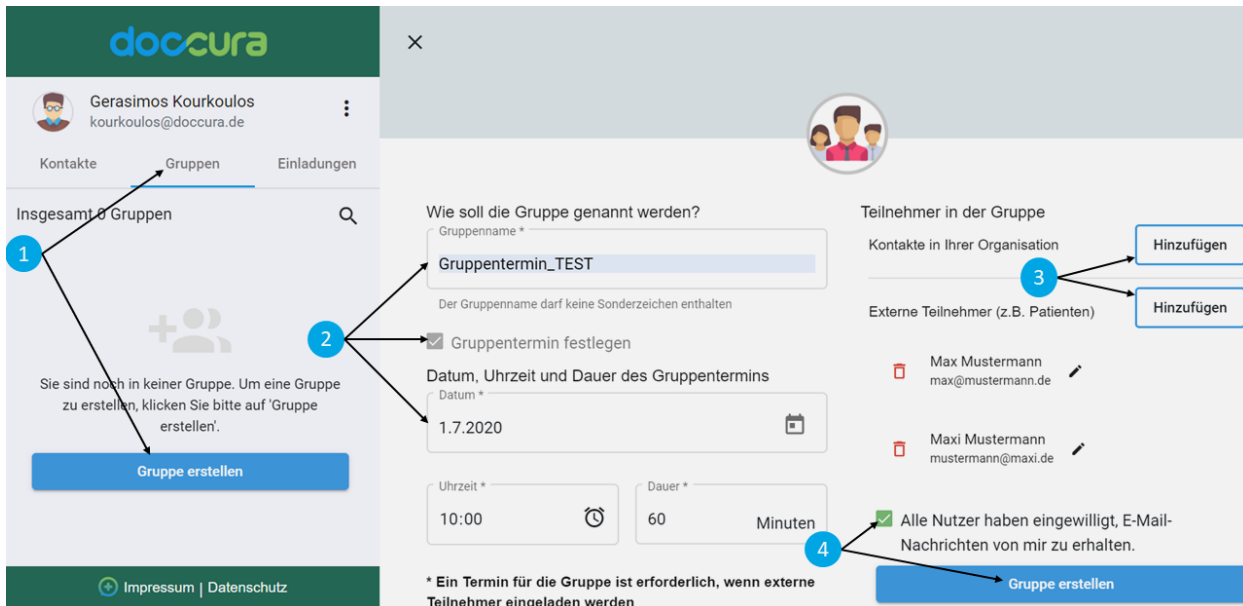 doccura
Gerasimos Kourkoulos
kourkoulos@doccura.de
Kontakte
Gruppen
Einladungen
Insgesamt 0 Gruppen
1
Sie sind noch in keiner Gruppe. Um eine Gruppe
zu erstellen, klicken Sie bitte auf 'Gruppe
erstellen'.
Gruppe erstellen
Impressum | Datenschutz
Wie soll die Gruppe genannt werden?
Gruppenname *
Gruppentermin_TEST
Der Gruppenname darf keine Sonderzeichen enthalten
2
Gruppentermin festlegen
Datum, Uhrzeit und Dauer des Gruppentermins
Datum *
1.7.2020
Uhrzeit *
10:00
Dauer *
60
Minuten
* Ein Termin für die Gruppe ist erforderlich, wenn externe
Teilnehmer eingeladen werden
Teilnehmer in der Gruppe
Kontakte in Ihrer Organisation
Hinzufügen
3
Externe Teilnehmer (z.B. Patienten)
Hinzufügen
Max Mustermann
max@mustermann.de
Maxi Mustermann
mustermann@maxi.de
Alle Nutzer haben eingewilligt, E-Mail-
Nachrichten von mir zu erhalten.
4
Gruppe erstellen